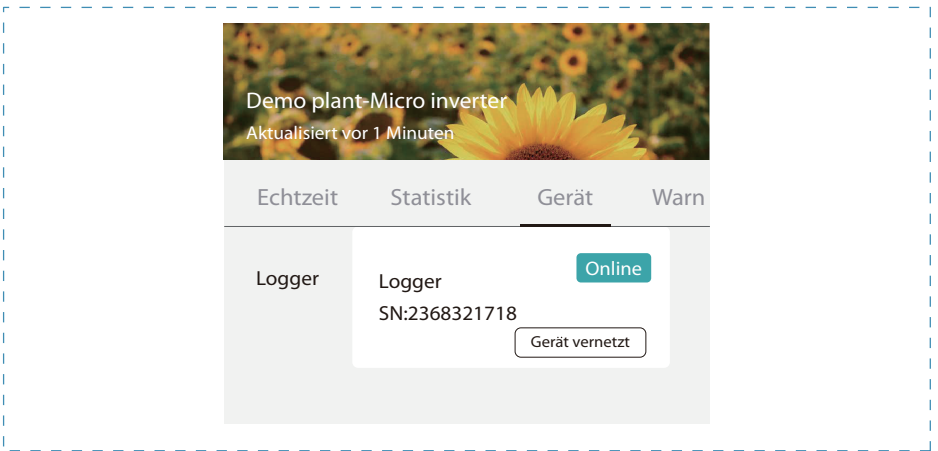 Demo plant-Micro inverter
Aktualisiert vor 1 Minuten
Echtzeit Statistik Gerät Warn
Logger
Logger
Online
SN:2368321718
Gerät vernetzt